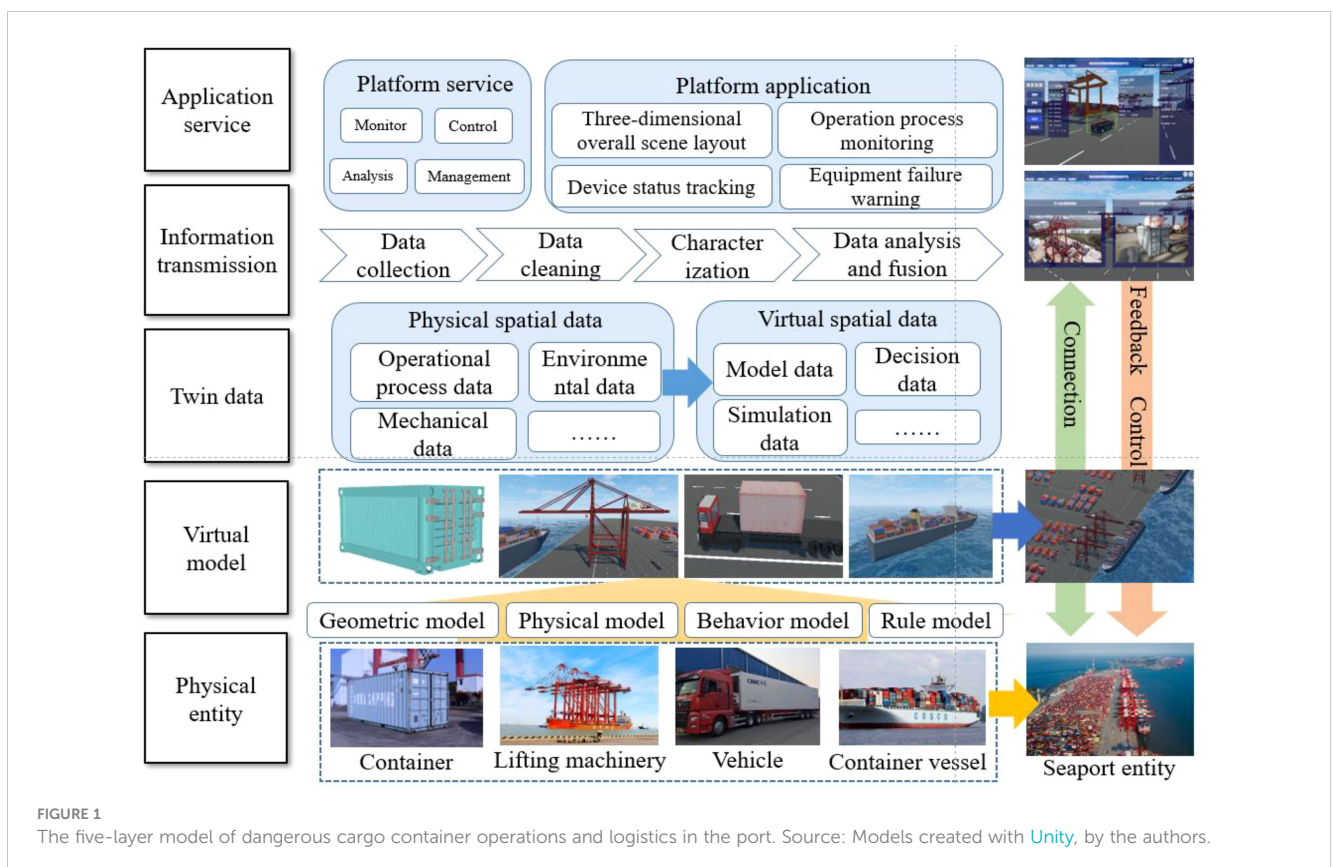 Application
service
Platform service
Monitor
Control
Analysis
Management
Platform application
Three-dimensional
overall scene layout
Operation process
monitoring
Device status tracking
Equipment failure
warning
Information
transmission
Data
collection
Data
cleaning
Character
ization
Data analysis
and fusion
Twin data
Physical spatial data
Operational
process data
Environme
ntal data
Mechanical
data
……
Virtual spatial data
Model data
Decision
data
Simulation
data
……
Connection
Feedback Control
Virtual
model
Geometric model
Physical model
Behavior model
Rule model
Physical
entity
COSCO
Container
Lifting machinery
Vehicle
Container vessel
Seaport entity
FIGURE 1
The five-layer model of dangerous cargo container operations and logistics in the port. Source: Models created with Unity, by the authors.